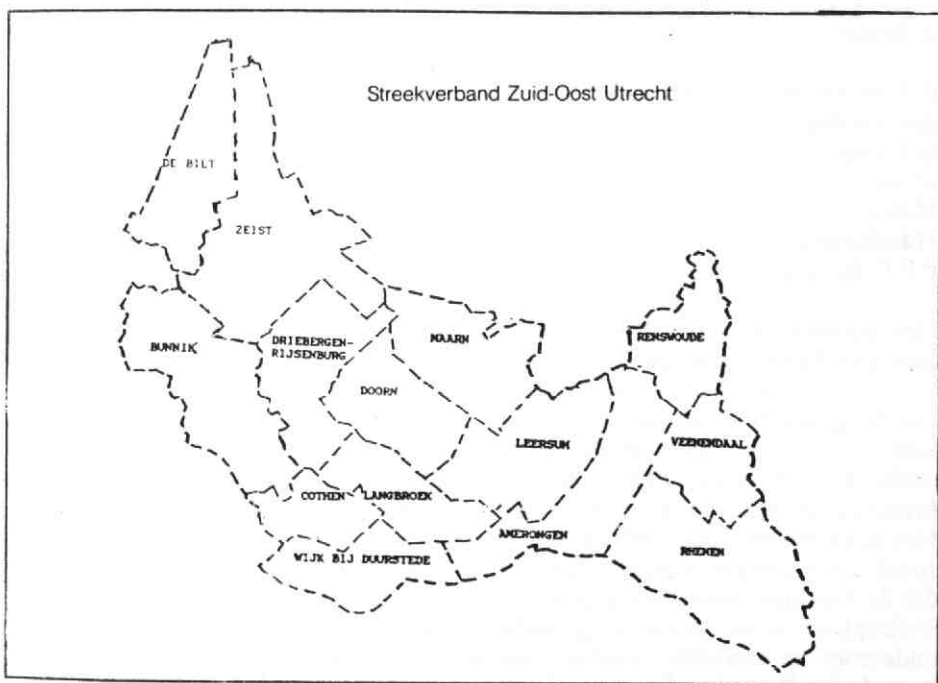 Streekverband Zuid-Oost Utrecht
DE BILT
ZEIST
BUNNIK
DRIEBERGEN-
RIJSENBURG
MAARN
RENSWOUDE
DOORN
LEERSUM
VEENENDAAL
COTHEN
LANGBROEK
AMERONGEN
WIJK BIJ DUURSTEDE
RHENEN